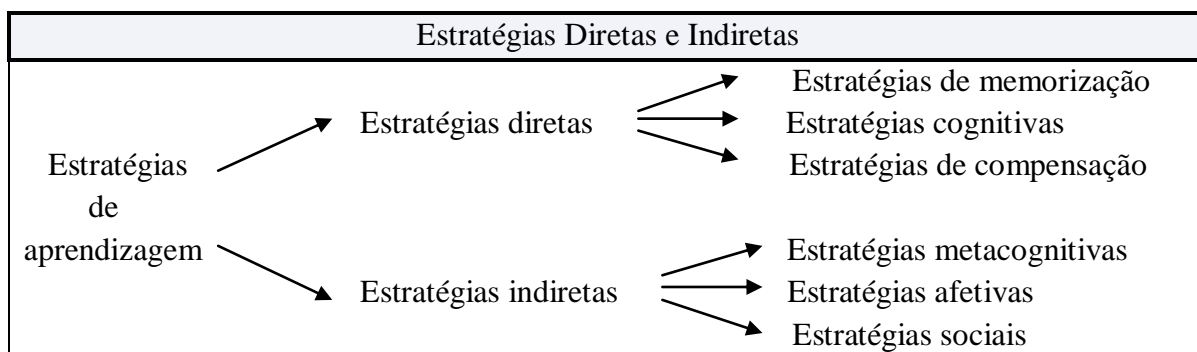 Estratégias Diretas e Indiretas
Estratégias
de
aprendizagem
Estratégias diretas
Estratégias de memorização
Estratégias cognitivas
Estratégias de compensação
Estratégias indiretas
Estratégias metacognitivas
Estratégias afetivas
Estratégias sociais